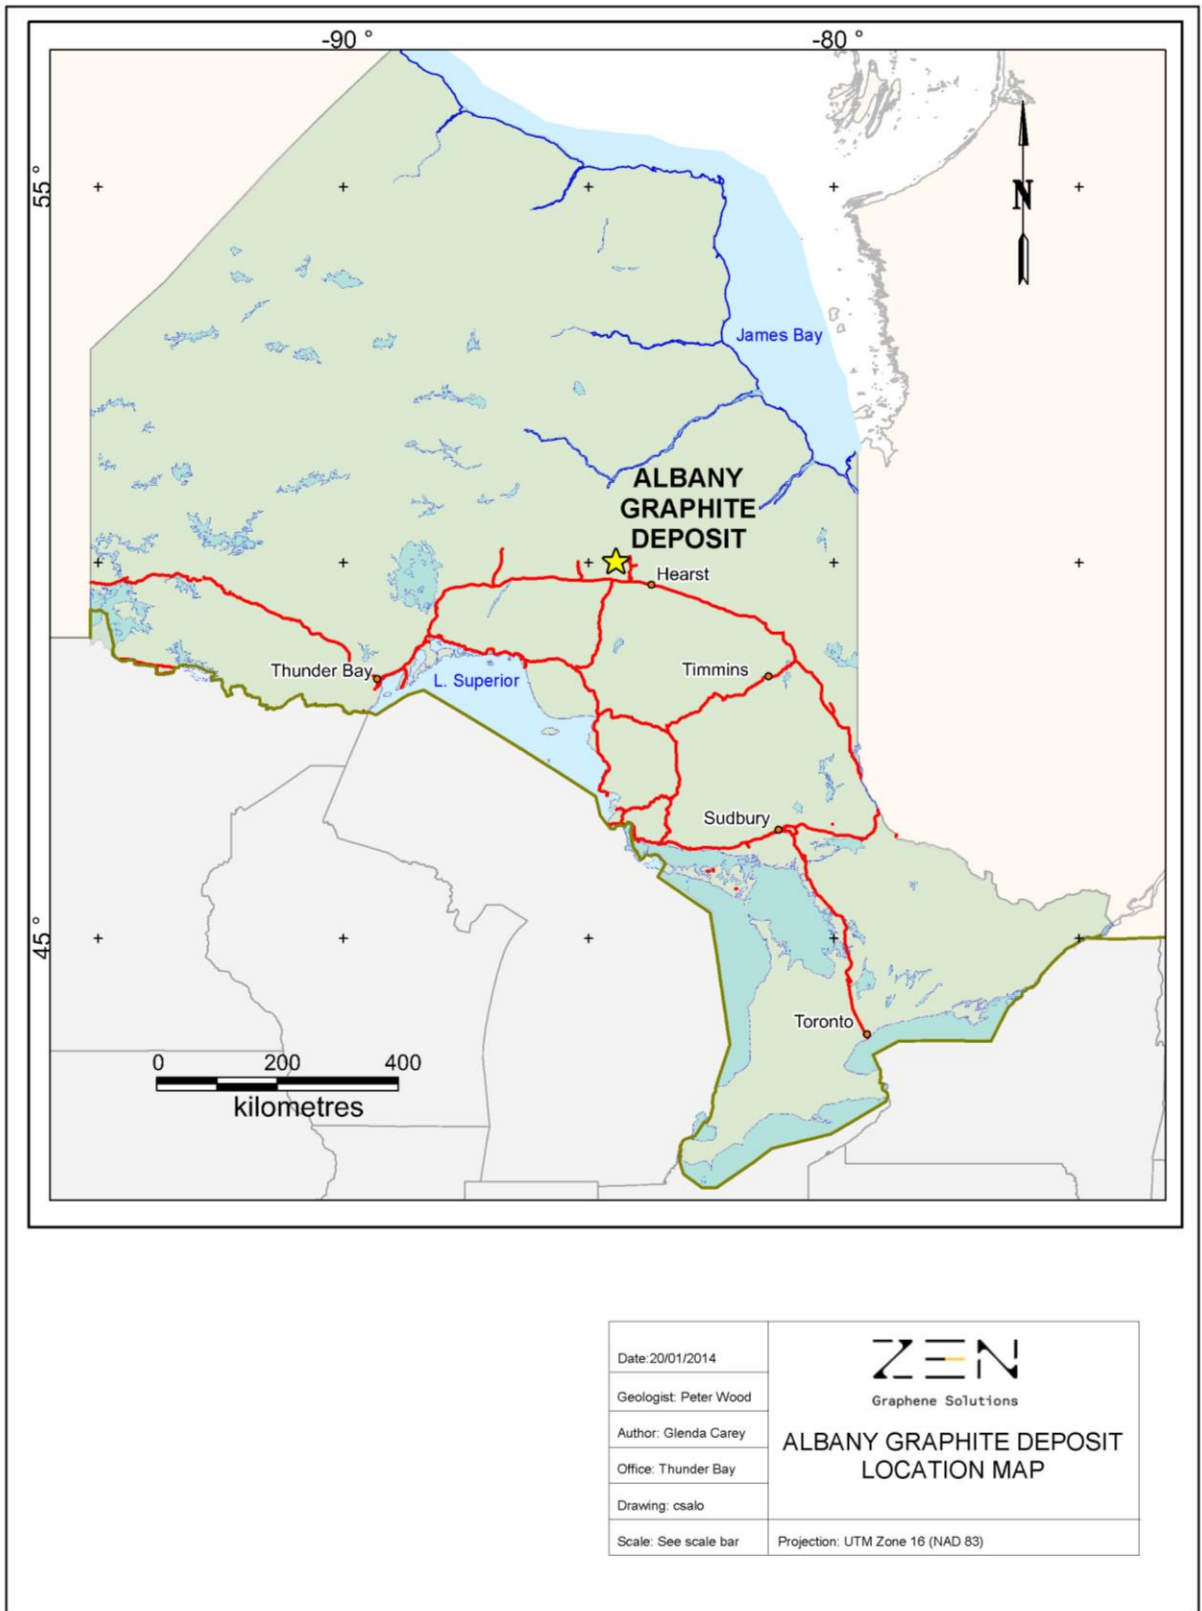 -90 °
-80 °
55 °
N
James Bay
ALBANY
GRAPHITE
DEPOSIT
Hearst
Thunder Bay
L. Superior
Timmins
Sudbury
45 °
Toronto
0 200 400
kilometres
Date:20/01/2014
Geologist: Peter Wood
Author: Glenda Carey
Office: Thunder Bay
Drawing: csalo
Scale: See scale bar
ZEN
Graphene Solutions
ALBANY GRAPHITE DEPOSIT
LOCATION MAP
Projection: UTM Zone 16 (NAD 83)